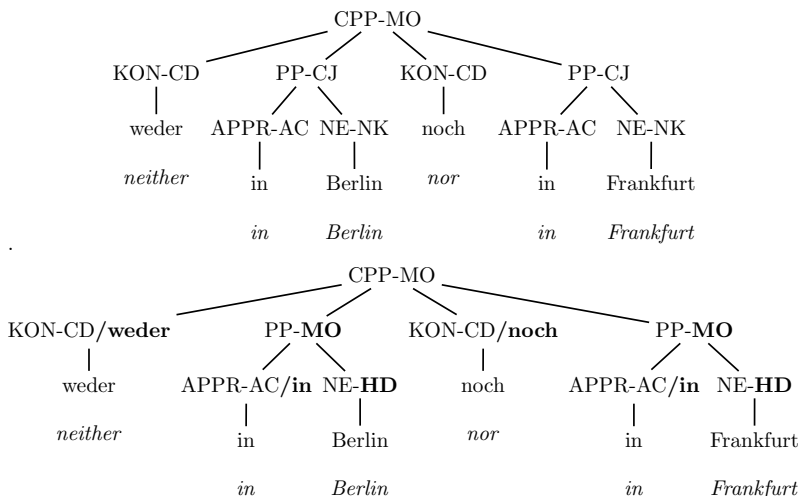 CPP-MO
KON-CD PP-CJ KON-CD PP-CJ
weder APPR-AC NE-NK noch APPR-AC NE-NK
neither in Berlin nor in Frankfurt
in Berlin in Frankfurt
.
CPP-MO
KON-CD/weder PP-MO KON-CD/noch PP-MO
weder APPR-AC/in NE-HD noch APPR-AC/in NE-HD
neither in Berlin nor in Frankfurt
in Berlin in Frankfurt